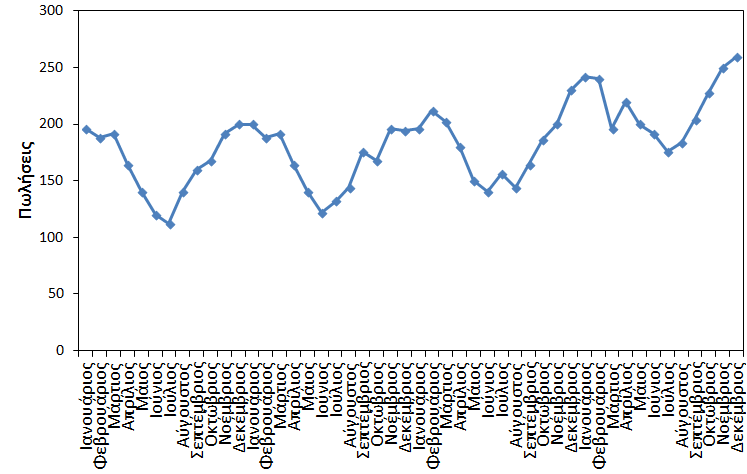 300
250
200
150
100
50
0
Πωλήσεις
Ιανουάριος
Φεβρουάριος
Μάρτιος
Απρίλιος
Μάιος
Ιούνιος
Ιούλιος
Αύγουστος
Σεπτέμβριος
Οκτώβριος
Νοέμβριος
Δεκέμβριος
Ιανουάριος
Φεβρουάριος
Μάρτιος
Απρίλιος
Μάιος
Ιούνιος
Ιούλιος
Αύγουστος
Σεπτέμβριος
Οκτώβριος
Νοέμβριος
Δεκέμβριος
Ιανουάριος
Φεβρουάριος
Μάρτιος
Απρίλιος
Μάιος
Ιούνιος
Ιούλιος
Αύγουστος
Σεπτέμβριος
Οκτώβριος
Νοέμβριος
Δεκέμβριος
Ιανουάριος
Φεβρουάριος
Μάρτιος
Απρίλιος
Μάιος
Ιούνιος
Ιούλιος
Αύγουστος
Σεπτέμβριος
Οκτώβριος
Νοέμβριος
Δεκέμβριος